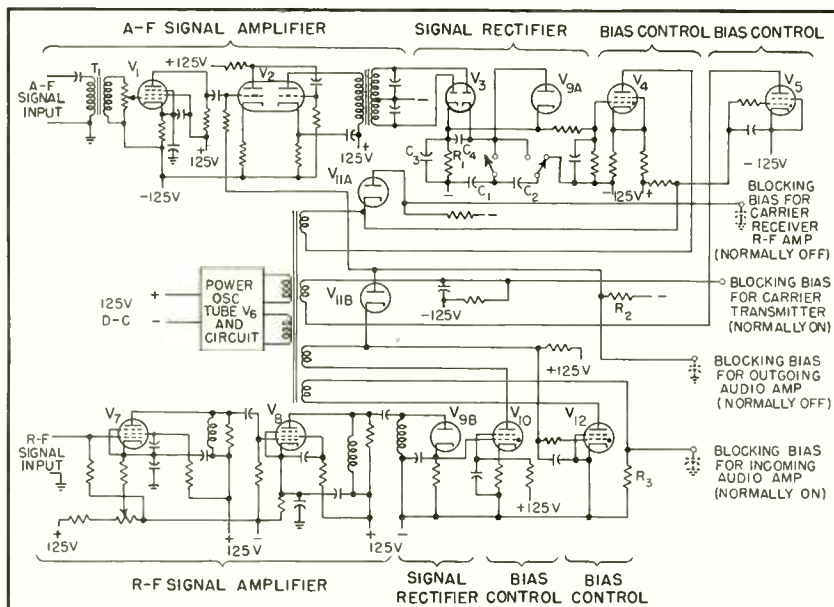 A-F SIGNAL AMPLIFIER
SIGNAL RECTIFIER
BIAS CONTROL
BIAS CONTROL
A-F
SIGNAL
INPUT
T1
V1
+125V
V2
V3
V9A
V4
V5
+
125V
-125V
125V
+
C3
R1
C4
C1
C2
-
-125V +
-125V
V11A
BLOCKING
BIAS FOR
CARRIER
RECEIVER
R-F AMP
(NORMALLY OFF)
125V
D-C
+
-
POWER
OSC
TUBE V6
AND
CIRCUIT
V11B
-125V
R2
BLOCKING BIAS
FOR CARRIER
TRANSMITTER
(NORMALLY ON)
+125V
BLOCKING BIAS
FOR OUTGOING
AUDIO AMP
(NORMALLY OFF)
R-F
SIGNAL
INPUT
V7
V8
V9B
V10
V12
R3
BLOCKING BIAS
FOR INCOMING
AUDIO AMP
(NORMALLY ON)
+125V
+
125V
+
125V
-
+
125V
-
R-F SIGNAL AMPLIFIER
SIGNAL
RECTIFIER
BIAS
CONTROL
BIAS
CONTROL